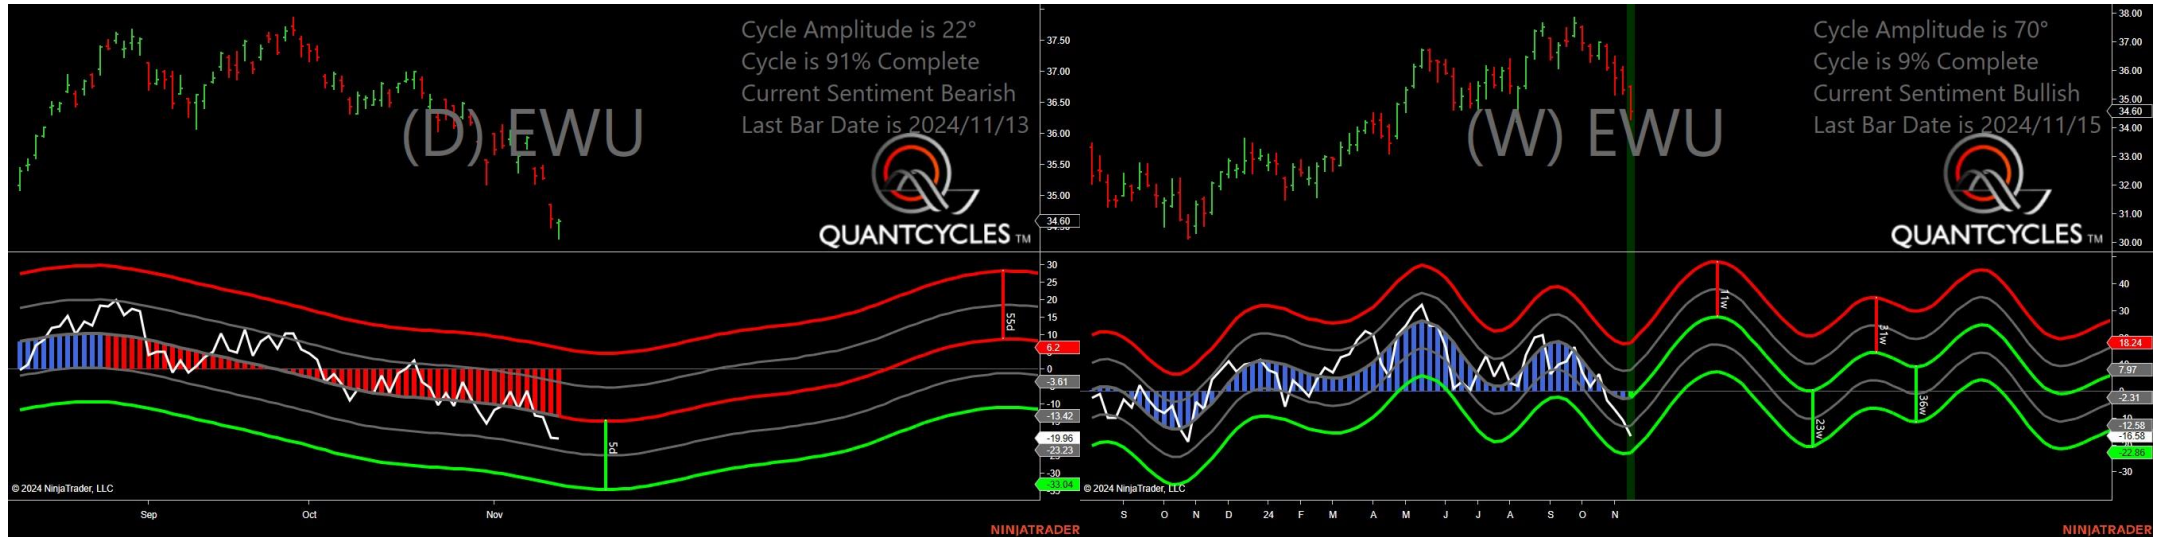 Cycle Amplitude is 22°
Cycle is 91% Complete
Current Sentiment Bearish
Last Bar Date is 2024/11/13
(D) EWU
QUANTCYCLES TM
37.50
37.00
36.50
36.00
35.50
35.00
34.60
30
25
20
15
10
6.2
0
-3.61
-10
-13.42
-19.96
-23.23
-30
-33.04
55d
5d
© 2024 NinjaTrader, LLC
Sep
Oct
Nov
NINJATRADER
Cycle Amplitude is 70°
Cycle is 9% Complete
Current Sentiment Bullish
Last Bar Date is 2024/11/15
(W) EWU
QUANTCYCLES TM
38.00
37.00
36.00
35.00
34.60
34.00
33.00
32.00
31.00
30.00
40
30
18.24
7.97
-2.31
-12.58
-16.58
-22.86
-30
11w
31w
23w
36w
© 2024 NinjaTrader, LLC
S O N D 24 F M A M J J A S O N
NINJATRADER